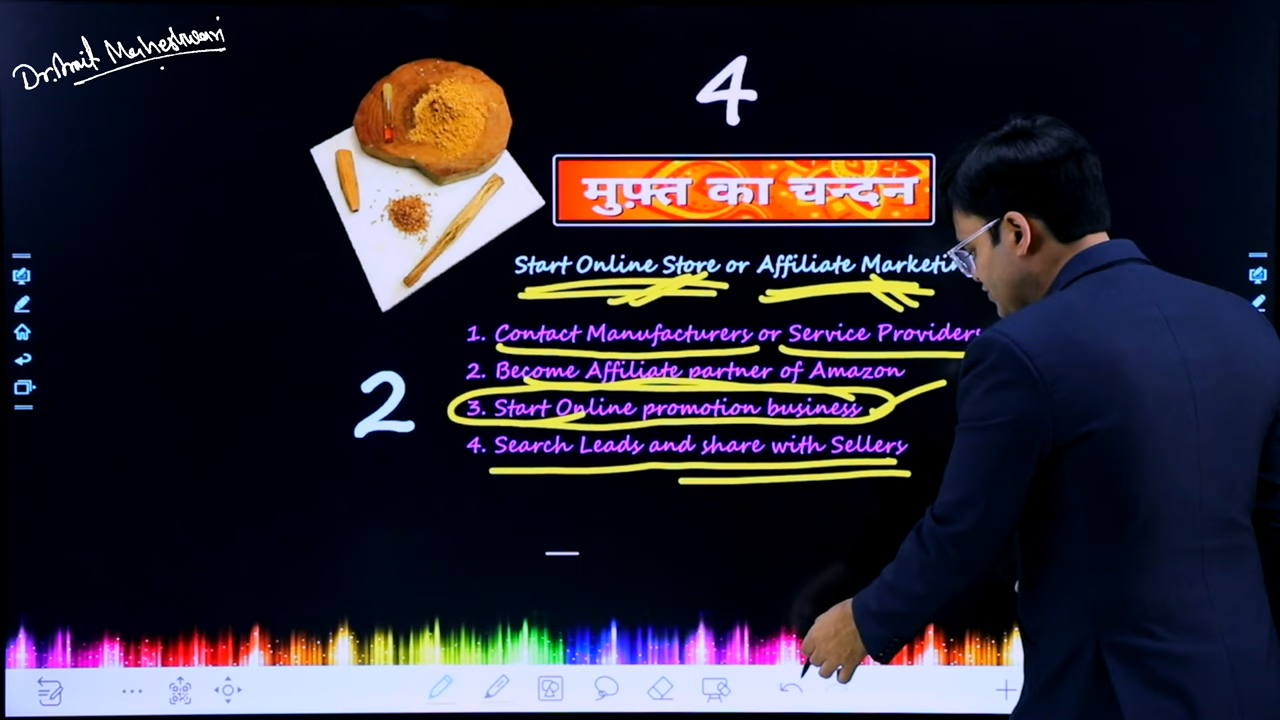 Dr. Amit Maheshwari
4
मुफ़्त का चन्दन
Start Online Store or Affiliate
1. Contact Manufacturers or Service Providers
2. Become Affiliate partner of Amazon
2
3. Start Online promotion business
4. Search Leads and share with Sellers